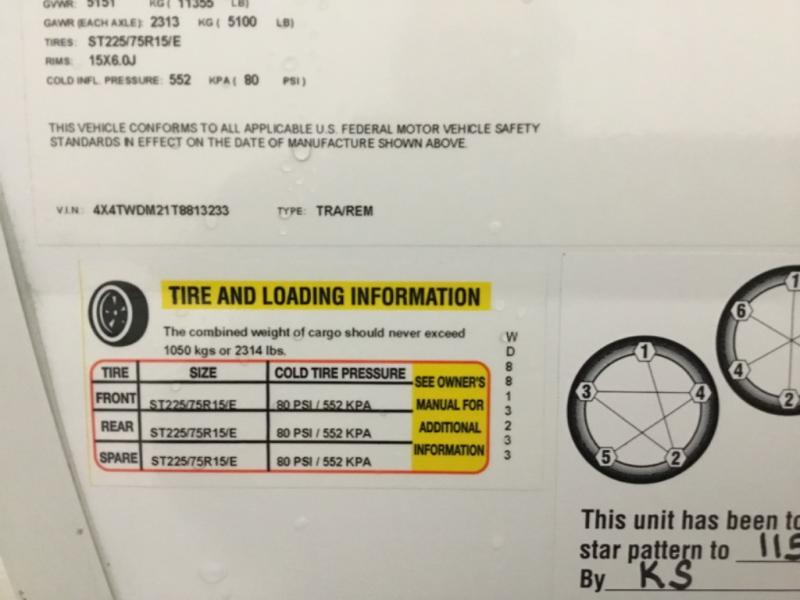 GVWR: 5151 KG ( 11355 LB)
GAWR (EACH AXLE): 2313 KG ( 5100 LB)
TIRES: ST225/75R15/E
RIMS: 15X6.0J
COLD INFL. PRESSURE: 552 KPA ( 80 PSI )
THIS VEHICLE CONFORMS TO ALL APPLICABLE U.S. FEDERAL MOTOR VEHICLE SAFETY
STANDARDS IN EFFECT ON THE DATE OF MANUFACTURE SHOWN ABOVE.
V.I.N.: 4X4TWDM21T8813233 TYPE: TRA/REM
TIRE AND LOADING INFORMATION
The combined weight of cargo should never exceed
1050 kgs or 2314 lbs.
TIRE SIZE COLD TIRE PRESSURE
FRONT ST225/75R15/E 80 PSI / 552 KPA
REAR ST225/75R15/E 80 PSI / 552 KPA
SPARE ST225/75R15/E 80 PSI / 552 KPA
SEE OWNER'S
MANUAL FOR
ADDITIONAL
INFORMATION
W
D
8
8
1
3
2
3
3
1
3 4
5 2
1
6
4
2
This unit has been
star pattern to 115
By KS